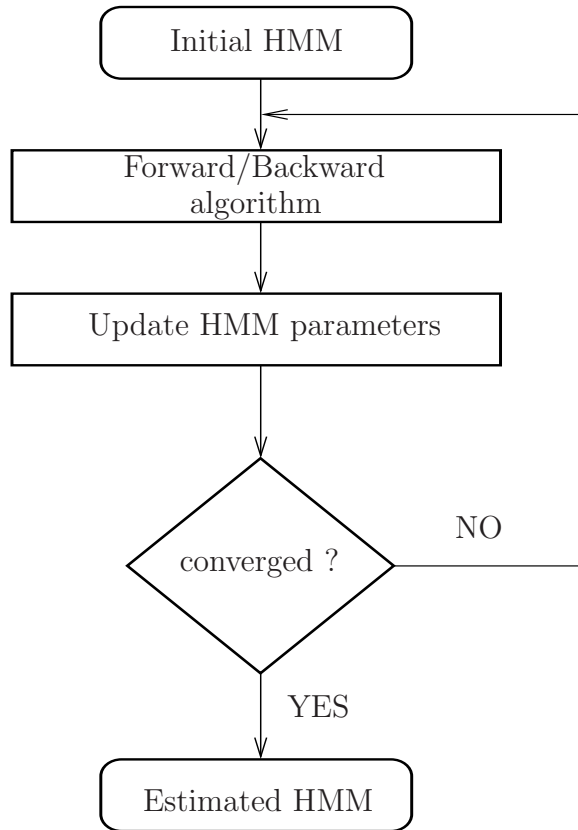 Initial HMM
Forward/Backward
algorithm
Update HMM parameters
converged ?
NO
YES
Estimated HMM